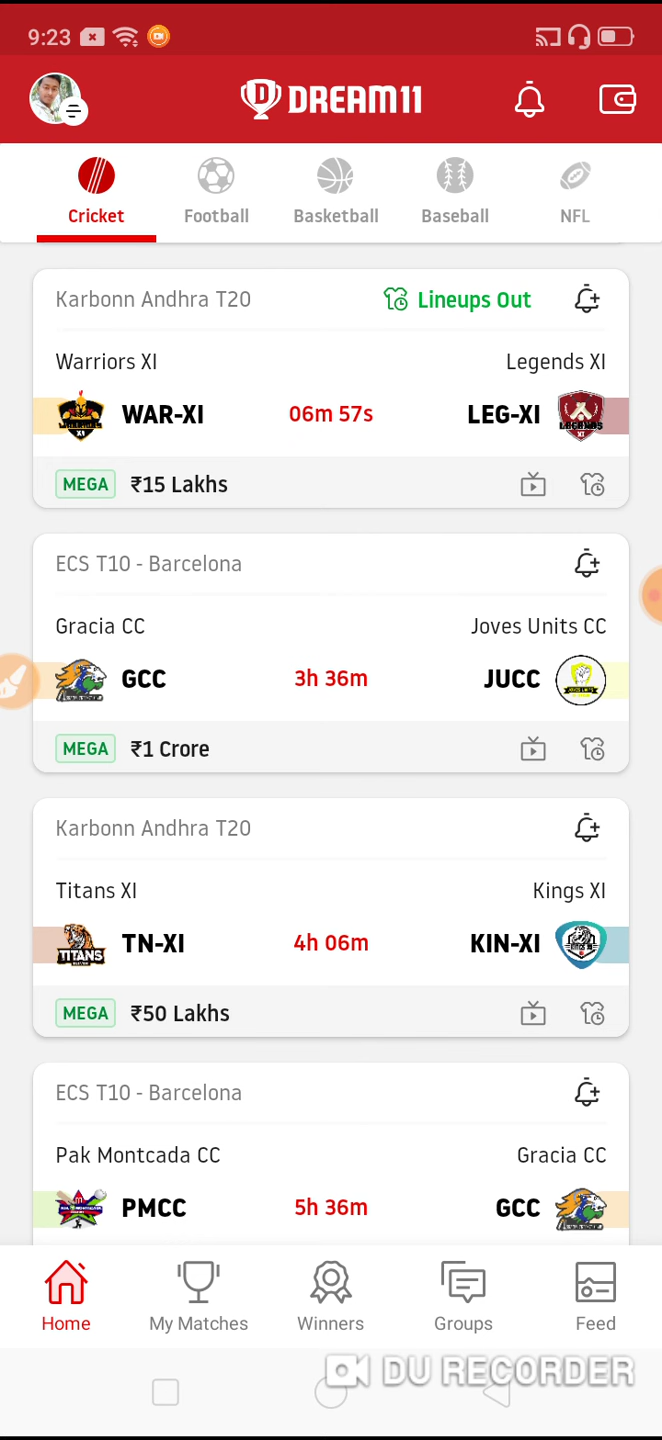 9:23
DREAM11
Cricket Football Basketball Baseball NFL
Karbonn Andhra T20 Lineups Out
Warriors XI Legends XI
WAR-XI 06m 57s LEG-XI
MEGA ₹15 Lakhs
ECS T10 - Barcelona
Gracia CC Joves Units CC
GCC 3h 36m JUCC
MEGA ₹1 Crore
Karbonn Andhra T20
Titans XI Kings XI
TITANS TN-XI 4h 06m KIN-XI
MEGA ₹50 Lakhs
ECS T10 - Barcelona
Pak Montcada CC Gracia CC
PMCC 5h 36m GCC
Home My Matches Winners Groups Feed
DU RECORDER